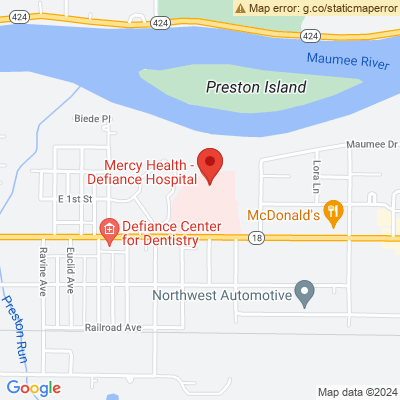 Map error: g.co/staticmaperror
424
424
424
Maumee River
Preston Island
Biede Pl
Maumee Dr
Mercy Health -
Defiance Hospital
Lora Ln
E 1st St
McDonald's
Defiance Center
for Dentistry
18
Ravine Ave
Euclid Ave
Northwest Automotive
Preston Run
Railroad Ave
Google
Map data ©2024